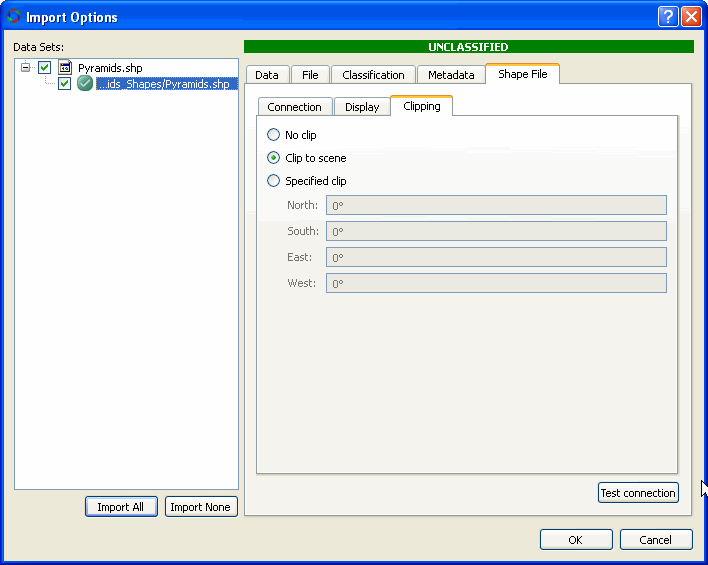 Import Options
Data Sets:
UNCLASSIFIED
Pyramids.shp
...ids_Shapes/Pyramids.shp
Data File Classification Metadata Shape File
Connection Display Clipping
No clip
Clip to scene
Specified clip
North: 0°
South: 0°
East: 0°
West: 0°
Test connection
Import All Import None
OK Cancel